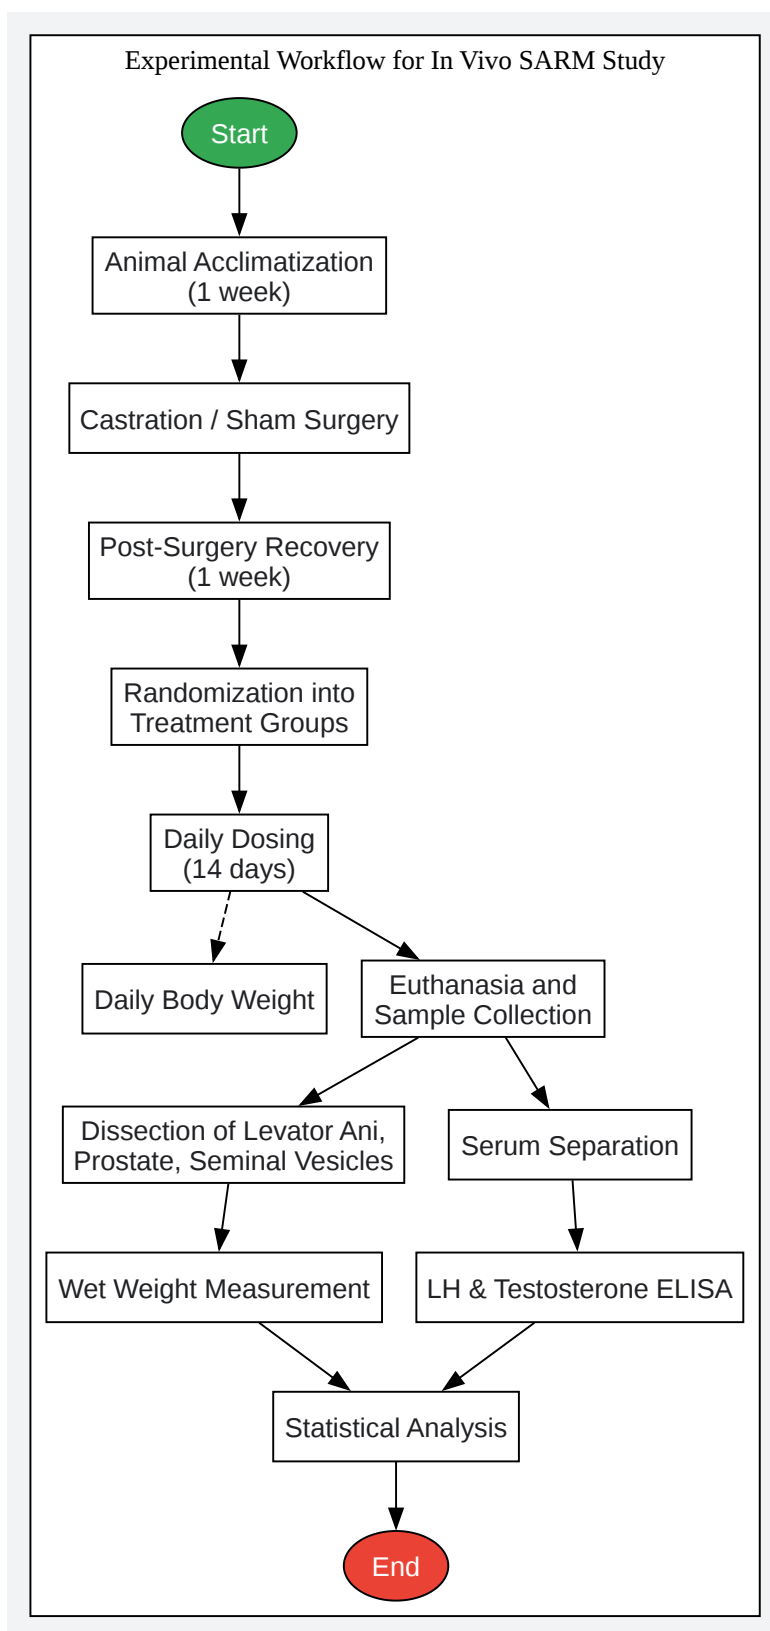 Experimental Workflow for In Vivo SARM Study
Start
Animal Acclimatization
(1 week)
Castration / Sham Surgery
Post-Surgery Recovery
(1 week)
Randomization into
Treatment Groups
Daily Dosing
(14 days)
Daily Body Weight
Euthanasia and
Sample Collection
Dissection of Levator Ani,
Prostate, Seminal Vesicles
Serum Separation
Wet Weight Measurement
LH & Testosterone ELISA
Statistical Analysis
End